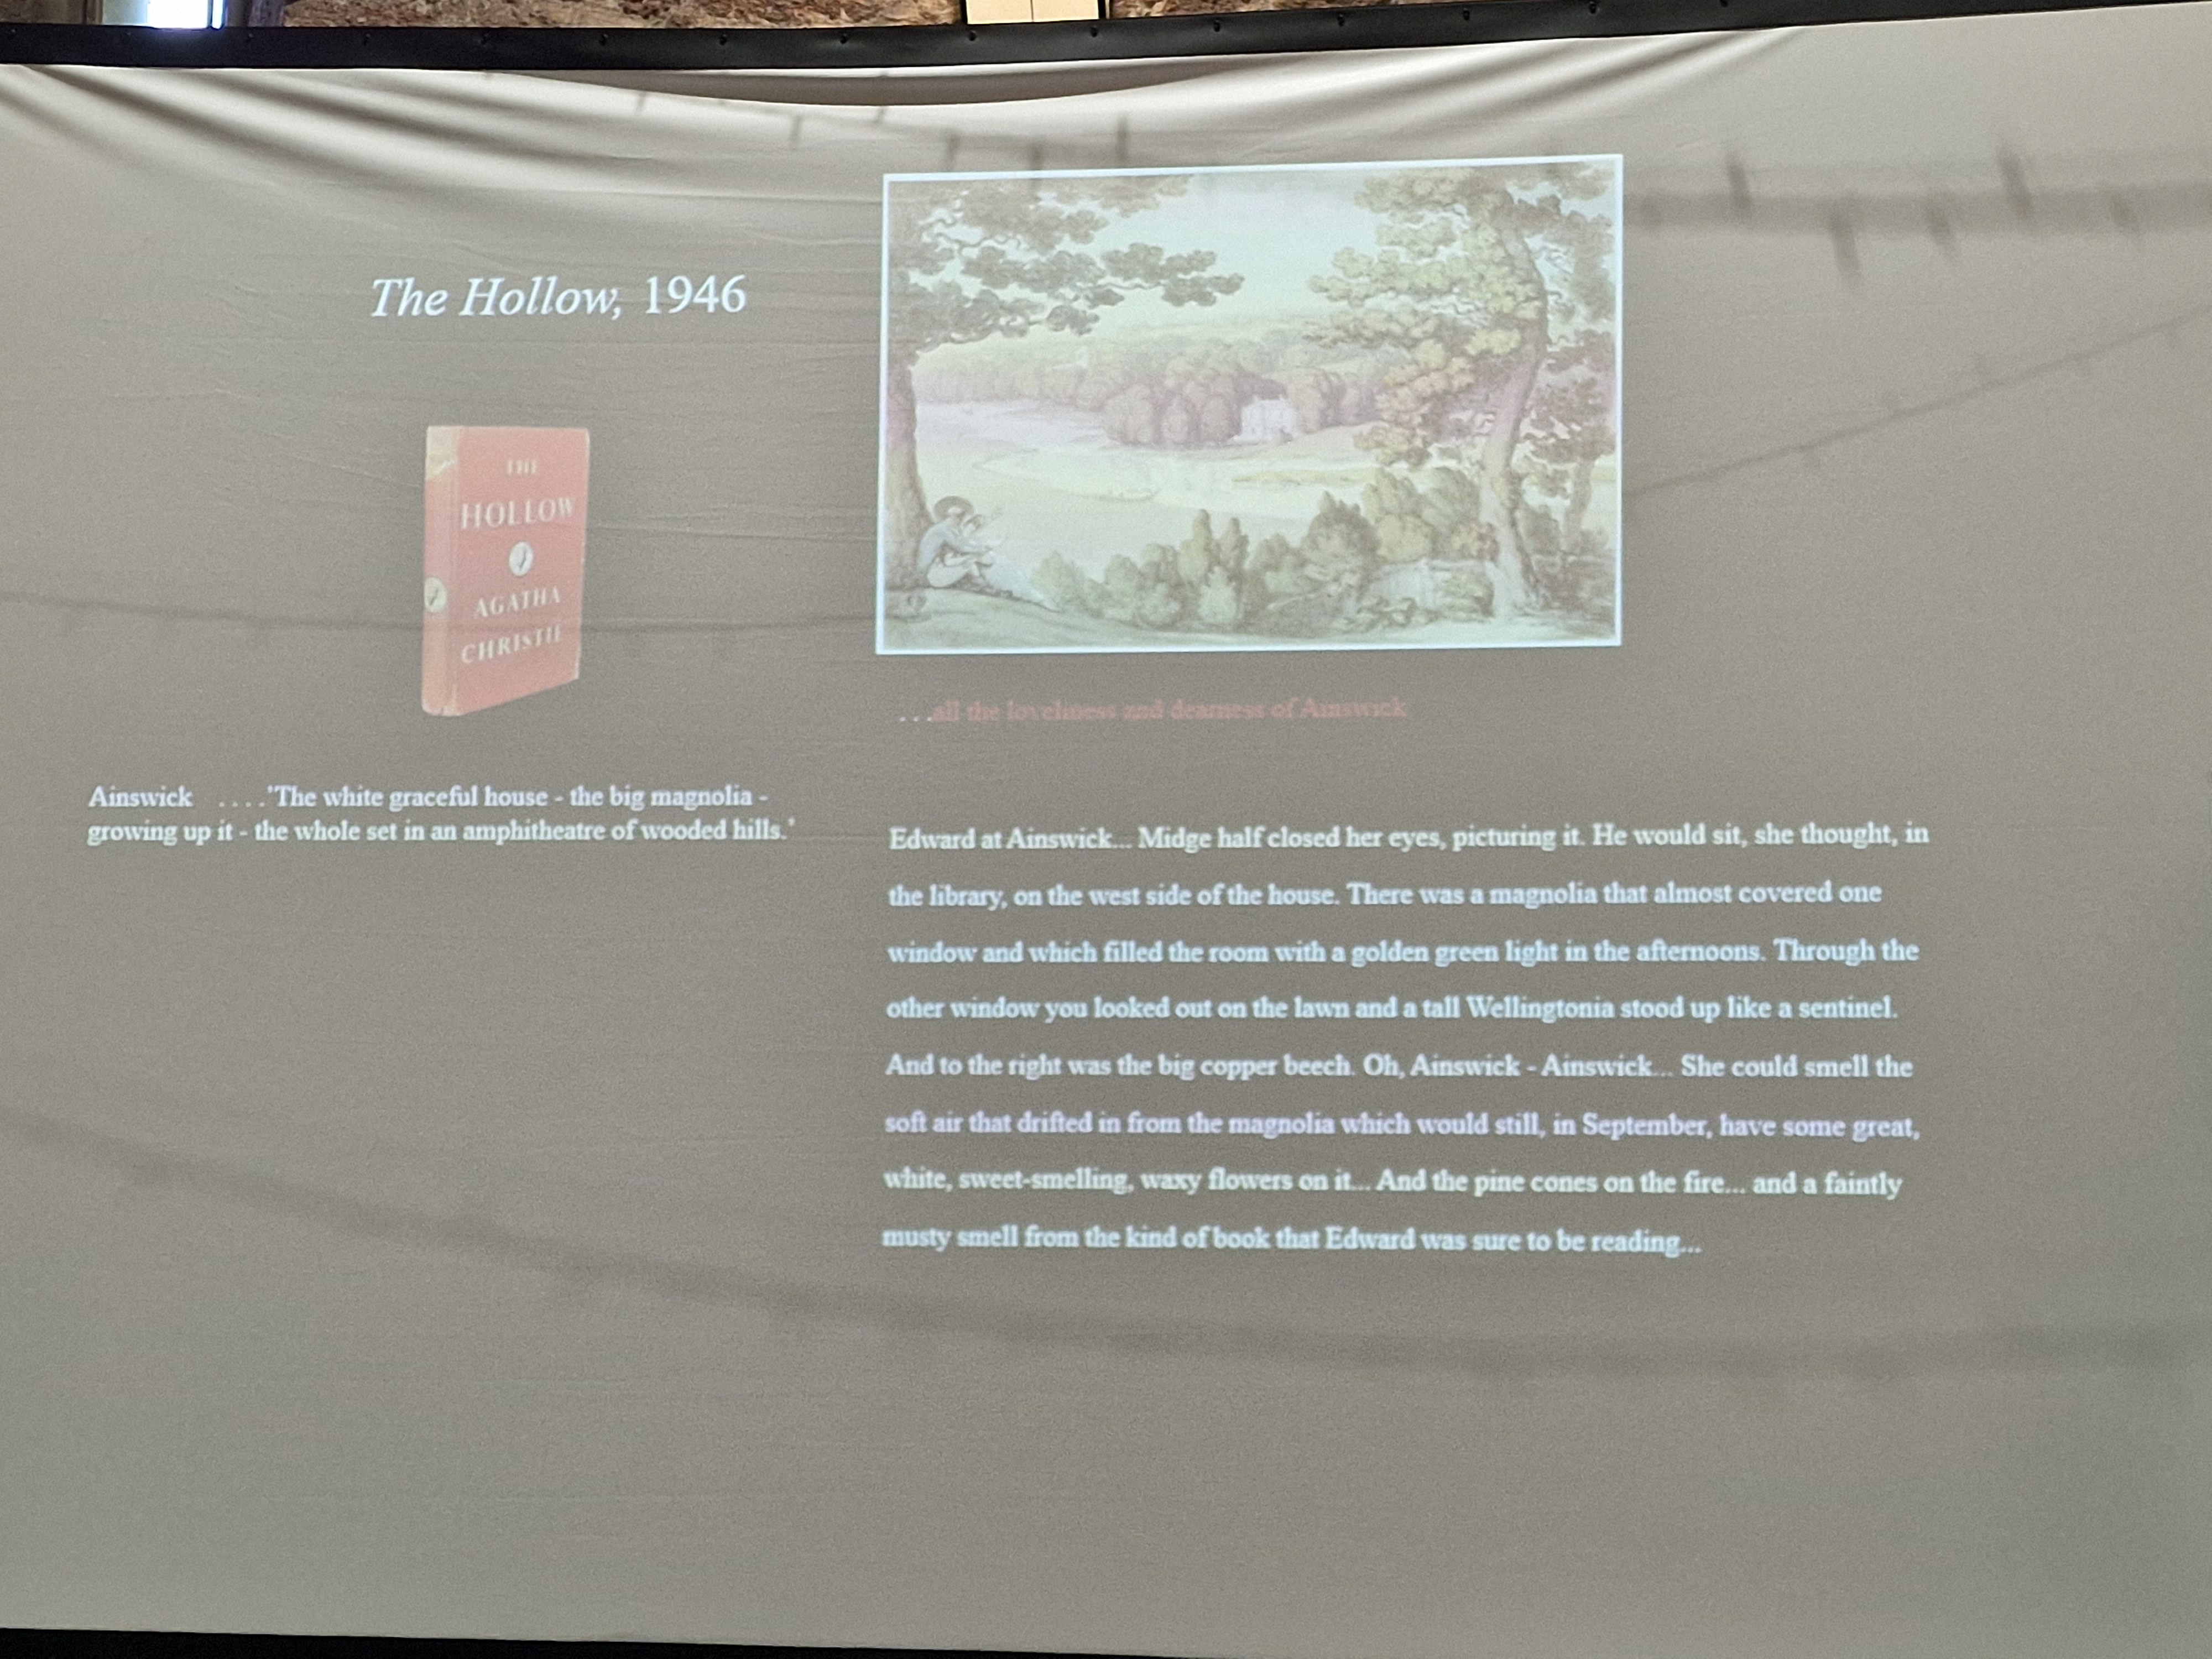 The Hollow, 1946
THE
HOLLOW
AGATHA
CHRISTIE
Ainswick ....'The white graceful house - the big magnolia -
growing up it - the whole set in an amphitheatre of wooded hills.'
...all the loveliness and dearness of Ainswick
Edward at Ainswick... Midge half closed her eyes, picturing it. He would sit, she thought, in
the library, on the west side of the house. There was a magnolia that almost covered one
window and which filled the room with a golden green light in the afternoons. Through the
other window you looked out on the lawn and a tall Wellingtonia stood up like a sentinel.
And to the right was the big copper beech. Oh, Ainswick - Ainswick... She could smell the
soft air that drifted in from the magnolia which would still, in September, have some great,
white, sweet-smelling, waxy flowers on it... And the pine cones on the fire... and a faintly
musty smell from the kind of book that Edward was sure to be reading...